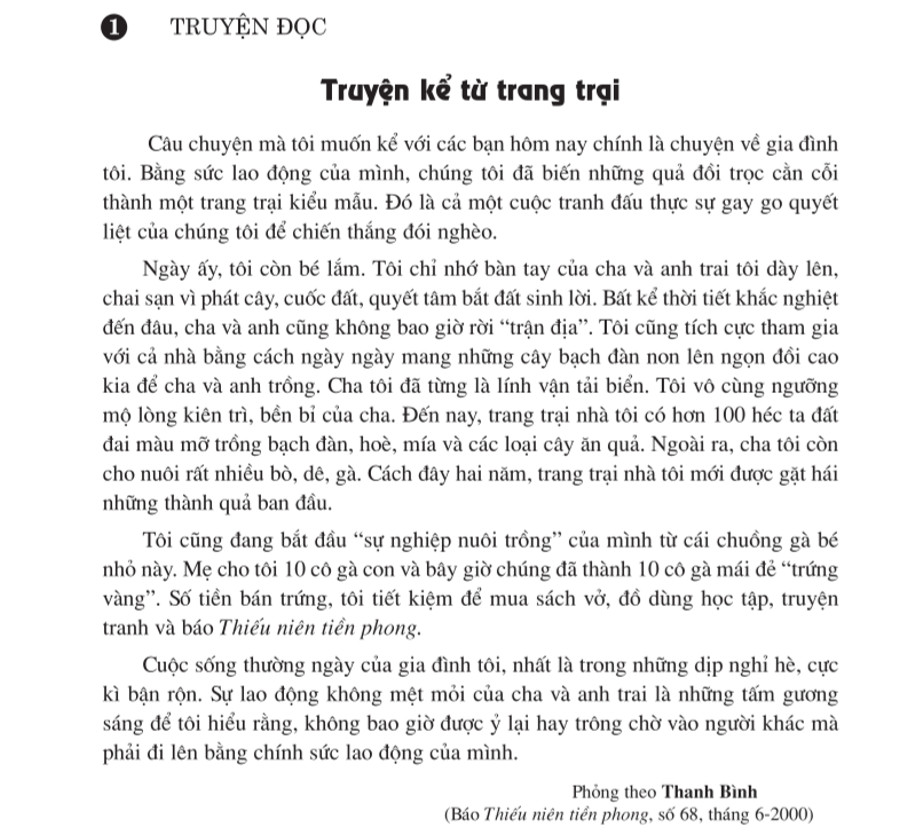 1 TRUYỆN ĐỌC
Truyện kể từ trang trại
Câu chuyện mà tôi muốn kể với các bạn hôm nay chính là chuyện về gia đình
tôi. Bằng sức lao động của mình, chúng tôi đã biến những quả đồi trọc cằn cỗi
thành một trang trại kiểu mẫu. Đó là cả một cuộc tranh đấu thực sự gay go quyết
liệt của chúng tôi để chiến thắng đói nghèo.
Ngày ấy, tôi còn bé lắm. Tôi chỉ nhớ bàn tay của cha và anh trai tôi dày lên,
chai sạn vì phát cây, cuốc đất, quyết tâm bắt đất sinh lời. Bất kể thời tiết khắc nghiệt
đến đâu, cha và anh cũng không bao giờ rời “trận địa”. Tôi cũng tích cực tham gia
với cả nhà bằng cách ngày ngày mang những cây bạch đàn non lên ngọn đồi cao
kia để cha và anh trồng. Cha tôi đã từng là lính vận tải biển. Tôi vô cùng ngưỡng
mộ lòng kiên trì, bền bỉ của cha. Đến nay, trang trại nhà tôi có hơn 100 héc ta đất
đai màu mỡ trồng bạch đàn, hoè, mía và các loại cây ăn quả. Ngoài ra, cha tôi còn
cho nuôi rất nhiều bò, dê, gà. Cách đây hai năm, trang trại nhà tôi mới được gặt hái
những thành quả ban đầu.
Tôi cũng đang bắt đầu “sự nghiệp nuôi trồng” của mình từ cái chuồng gà bé
nhỏ này. Mẹ cho tôi 10 cô gà con và bây giờ chúng đã thành 10 cô gà mái đẻ “trứng
vàng”. Số tiền bán trứng, tôi tiết kiệm để mua sách vở, đồ dùng học tập, truyện
tranh và báo Thiếu niên tiền phong.
Cuộc sống thường ngày của gia đình tôi, nhất là trong những dịp nghỉ hè, cực
kì bận rộn. Sự lao động không mệt mỏi của cha và anh trai là những tấm gương
sáng để tôi hiểu rằng, không bao giờ được ỷ lại hay trông chờ vào người khác mà
phải đi lên bằng chính sức lao động của mình.
Phỏng theo Thanh Bình
(Báo Thiếu niên tiền phong, số 68, tháng 6-2000)